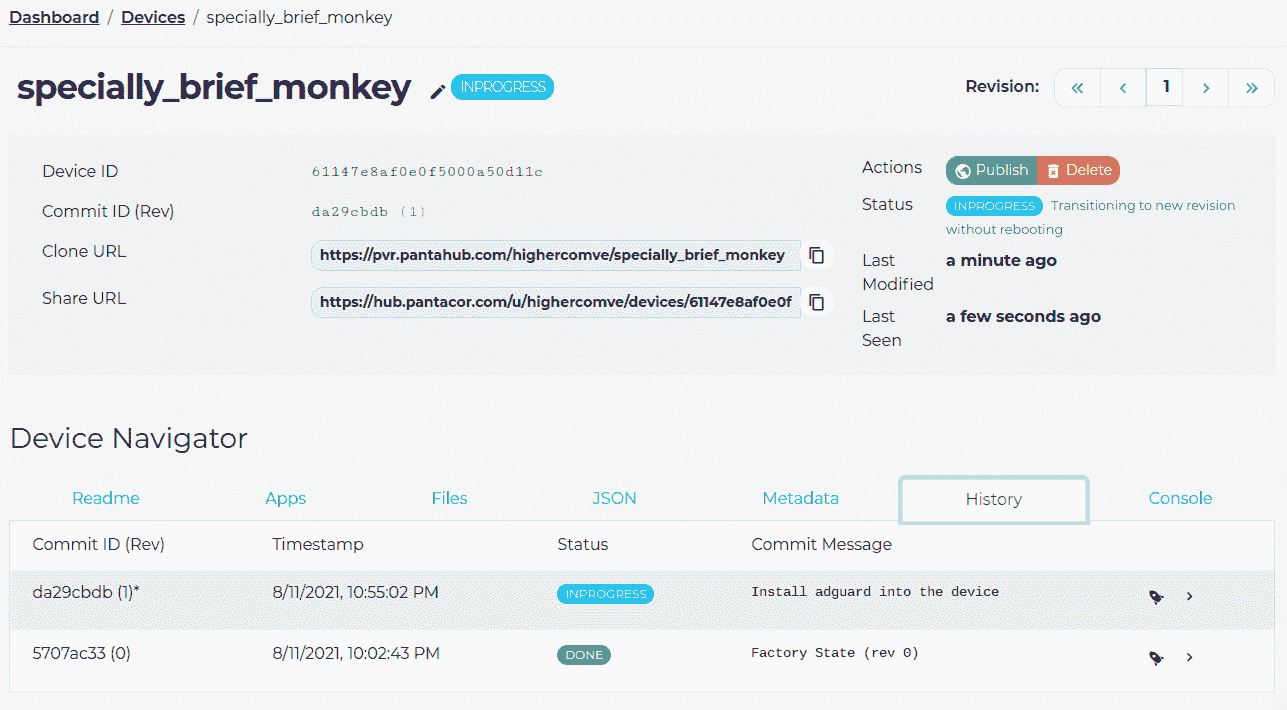 Dashboard / Devices / specially_brief_monkey
specially_brief_monkey INPROGRESS
Revision: « ‹ 1 › »
Device ID 61147e8af0e0f5000a50d11c
Commit ID (Rev) da29cbdb (1)
Clone URL https://pvr.pantahub.com/highercomve/specially_brief_monkey
Share URL https://hub.pantacor.com/u/highercomve/devices/61147e8af0e0f
Actions Publish Delete
Status INPROGRESS Transitioning to new revision
without rebooting
Last a minute ago
Modified
Last a few seconds ago
Seen
Device Navigator
Readme Apps Files JSON Metadata History Console
Commit ID (Rev) Timestamp Status Commit Message
da29cbdb (1)* 8/11/2021, 10:55:02 PM INPROGRESS Install adguard into the device
5707ac33 (0) 8/11/2021, 10:02:43 PM DONE Factory State (rev 0)